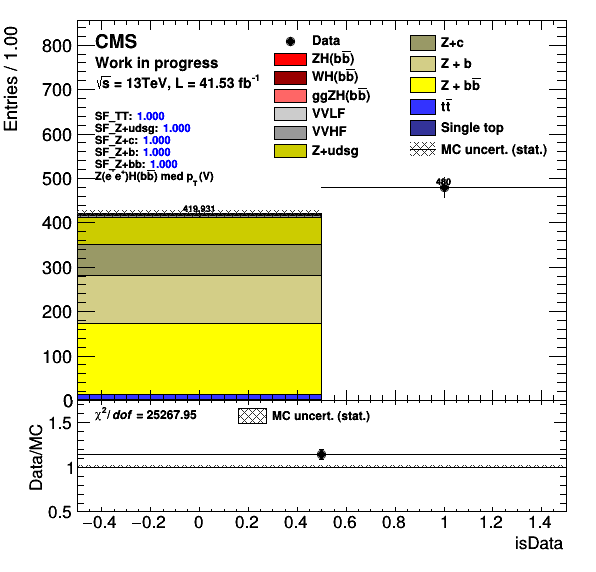 CMS
Work in progress
√s = 13TeV, L = 41.53 fb⁻¹
SF_TT: 1.000
SF_Z+udsg: 1.000
SF_Z+c: 1.000
SF_Z+b: 1.000
SF_Z+bb: 1.000
Z(e⁻e⁺)H(bb̅) med p_T(V)
Data
ZH(bb̅)
WH(bb̅)
ggZH(bb̅)
VVLF
VVHF
Z+udsg
Z+c
Z + b
Z + bb̅
tt̅
Single top
MC uncert. (stat.)
Entries / 1.00
800
700
600
500
400
300
200
100
0
419.931
480
χ²/dof = 25267.95
MC uncert. (stat.)
Data/MC
1.5
1
0.5
−0.4 −0.2 0 0.2 0.4 0.6 0.8 1 1.2 1.4
isData